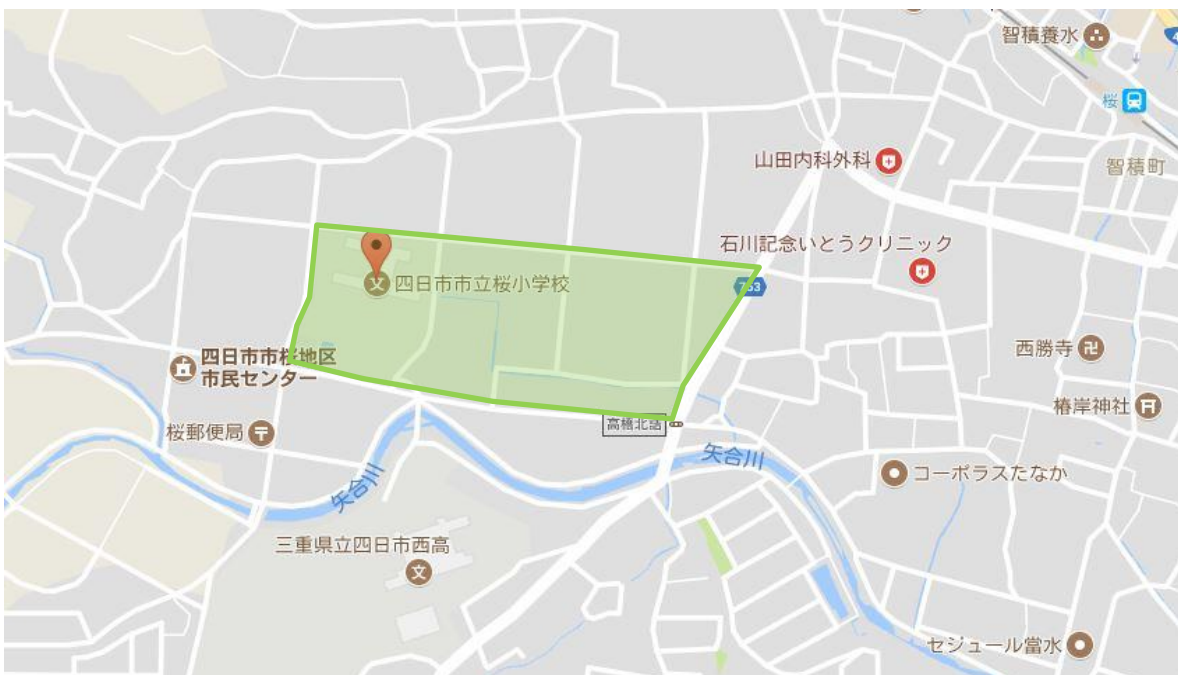 智積養水
桜
山田内科外科
智積町
石川記念いとうクリニック
四日市市立桜小学校
753
四日市市桜地区
市民センター
西勝寺
椿岸神社
桜郵便局
高橋北詰
矢合川
矢合川
コーポラスたなか
三重県立四日市西高
セジュール當水